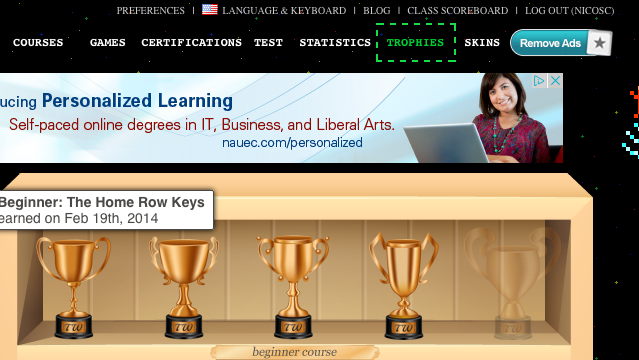 PREFERENCES | LANGUAGE & KEYBOARD | BLOG | CLASS SCOREBOARD | LOG OUT (NICOSC)
COURSES GAMES CERTIFICATIONS TEST STATISTICS TROPHIES SKINS Remove Ads
ucing Personalized Learning
Self-paced online degrees in IT, Business, and Liberal Arts.
nauec.com/personalized
Beginner: The Home Row Keys
earned on Feb 19th, 2014
TW TW TW TW TW
beginner course